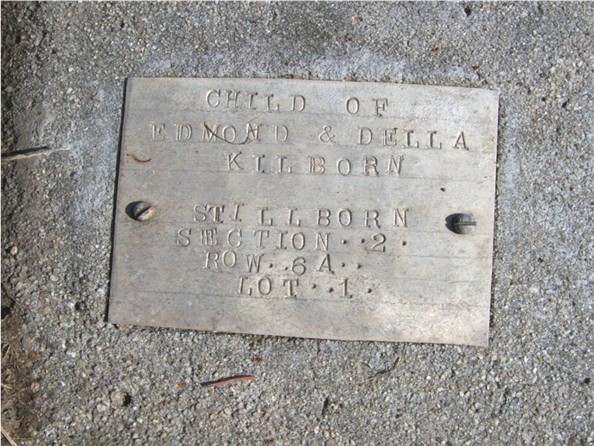 CHILD OF
EDMOND & DELLA
KILBORN
STILLBORN
SECTION..2.
ROW..6A..
LOT..1.